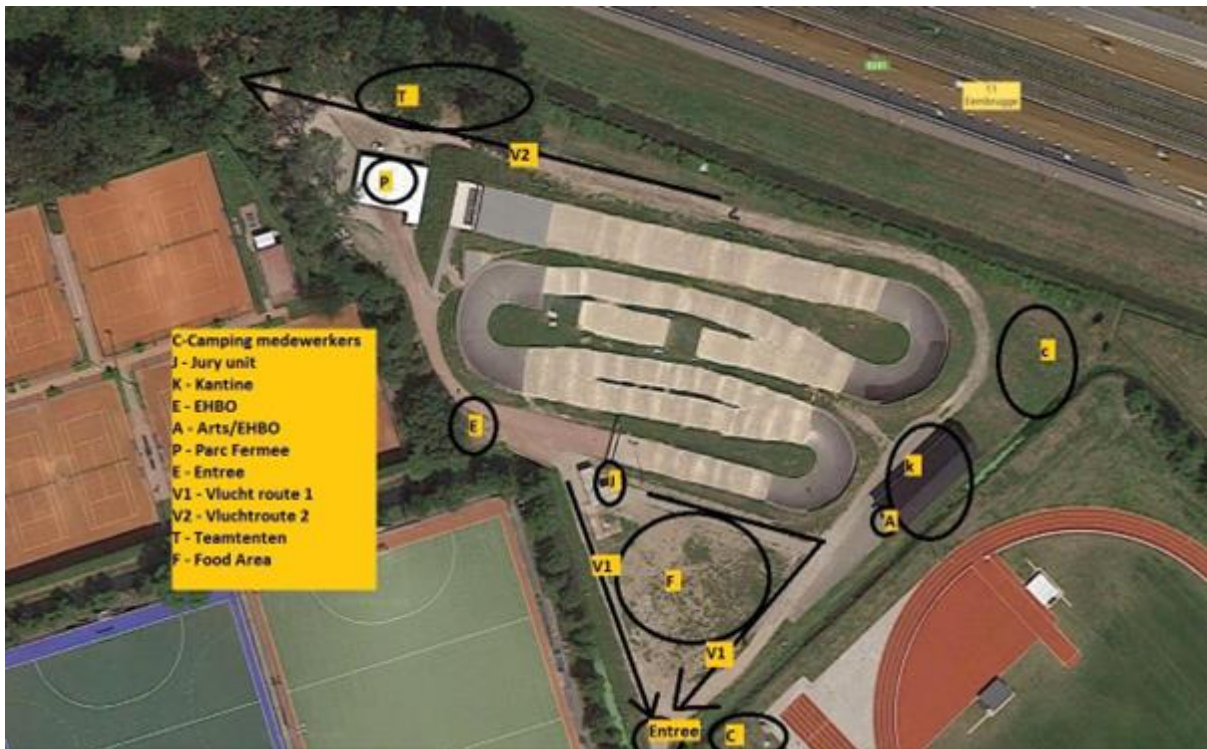 T
V2
P
C-Camping medewerkers
J - Jury unit
K - Kantine
E - EHBO
A - Arts/EHBO
P - Parc Fermee
E - Entree
V1 - Vlucht route 1
V2 - Vluchtroute 2
T - Teamtenten
F - Food Area
c
E
k
J
A
V1
F
V1
Entree
C